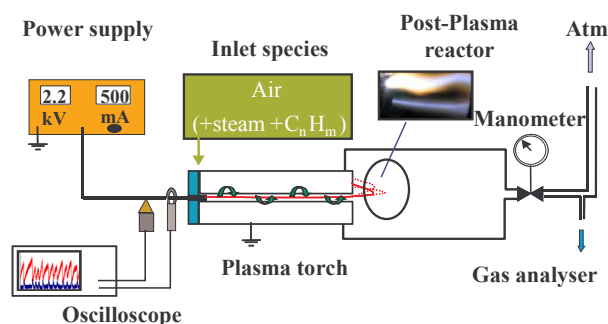 Power supply
2.2
500
kV
mA
Inlet species
Air
(+steam +CnHm)
Post-Plasma
reactor
Atm
Manometer
Plasma torch
Gas analyser
Oscilloscope